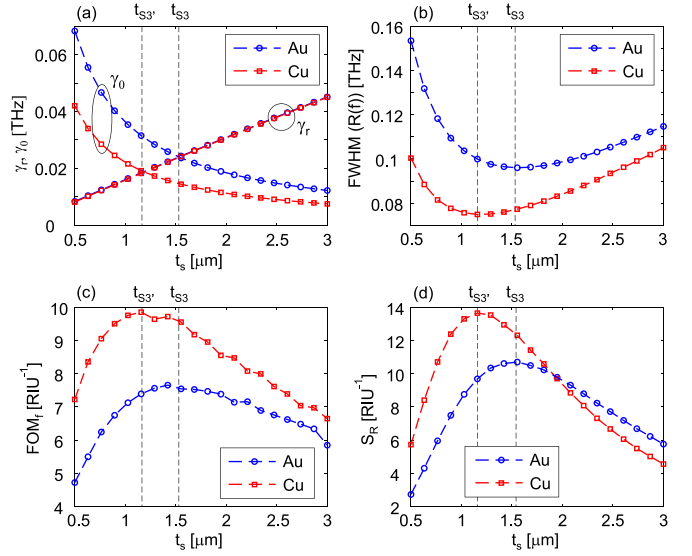 (a)
t_S3'
t_S3
0.06
0.04
0.02
0
γ_r, γ_0 [THz]
γ_0
γ_r
Au
Cu
0.5
1
1.5
2
2.5
3
t_s [μm]
(b)
t_S3'
t_S3
0.16
0.14
0.12
0.1
0.08
FWHM (R(f)) [THz]
Au
Cu
0.5
1
1.5
2
2.5
3
t_s [μm]
(c)
t_S3'
t_S3
10
9
8
7
6
5
4
FOM_f [RIU^-1]
Au
Cu
0.5
1
1.5
2
2.5
3
t_s [μm]
(d)
t_S3'
t_S3
14
12
10
8
6
4
2
S_R [RIU^-1]
Au
Cu
0.5
1
1.5
2
2.5
3
t_s [μm]